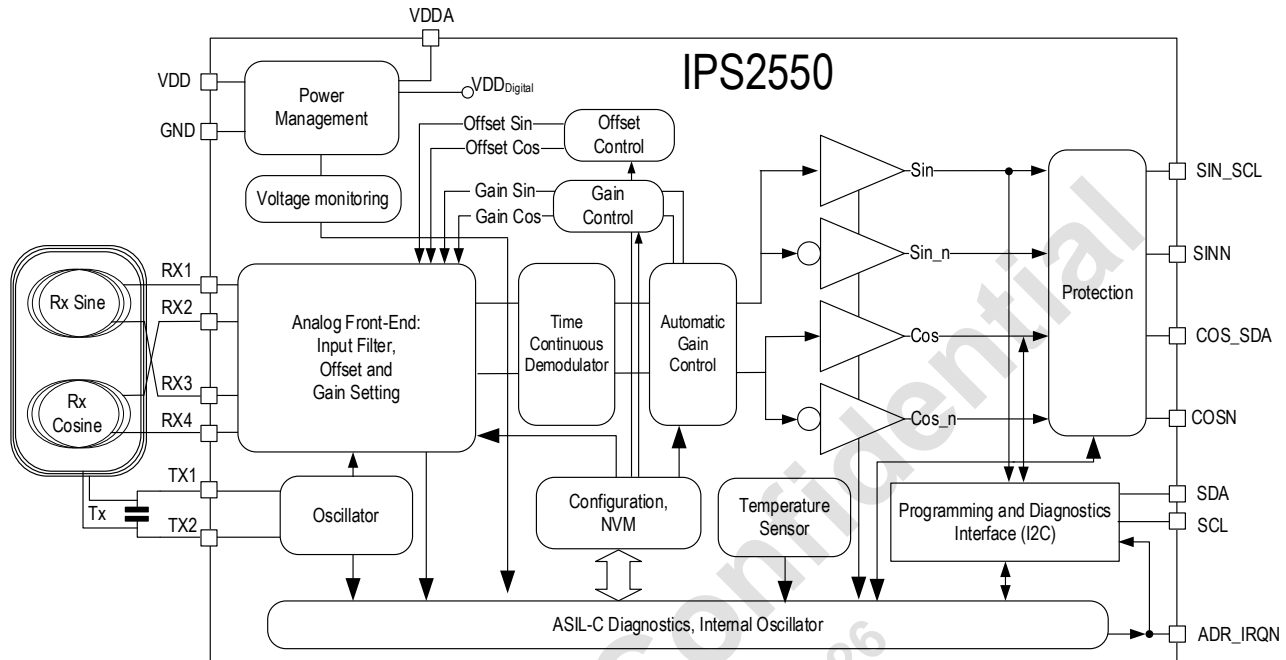 VDDA
IPS2550
VDD
GND
Power
Management
VDDDigital
Voltage monitoring
Offset Sin
Offset Cos
Offset
Control
Gain Sin
Gain Cos
Gain
Control
Sin
Sin_n
Cos
Cos_n
Protection
SIN_SCL
SINN
COS_SDA
COSN
Rx Sine
Rx
Cosine
RX1
RX2
RX3
RX4
TX1
TX2
Tx
Analog Front-End:
Input Filter,
Offset and
Gain Setting
Time
Continuous
Demodulator
Automatic
Gain
Control
Oscillator
Configuration,
NVM
Temperature
Sensor
Programming and Diagnostics
Interface (I2C)
SDA
SCL
ASIL-C Diagnostics, Internal Oscillator
ADR_IRQN
Confidential
26